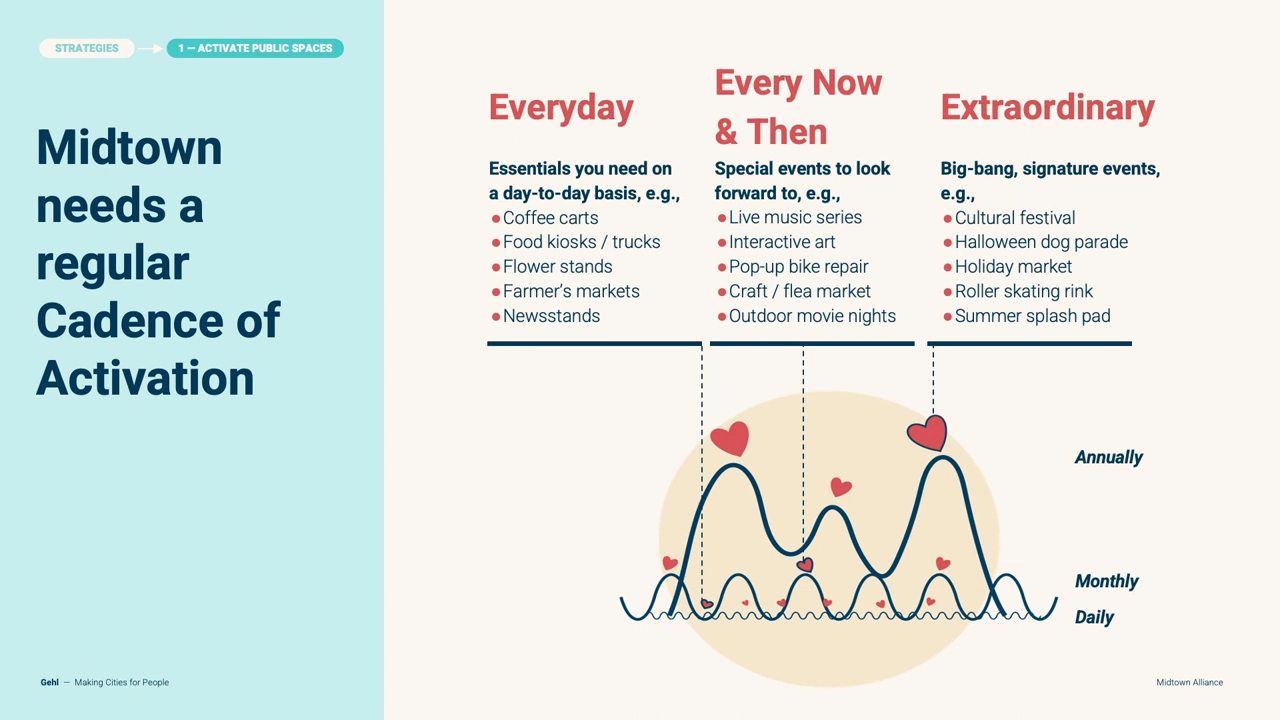 STRATEGIES
1 — ACTIVATE PUBLIC SPACES
Midtown
needs a
regular
Cadence of
Activation
Everyday
Essentials you need on
a day-to-day basis, e.g.,
Coffee carts
Food kiosks / trucks
Flower stands
Farmer's markets
Newsstands
Every Now
& Then
Special events to look
forward to, e.g.,
Live music series
Interactive art
Pop-up bike repair
Craft / flea market
Outdoor movie nights
Extraordinary
Big-bang, signature events,
e.g.,
Cultural festival
Halloween dog parade
Holiday market
Roller skating rink
Summer splash pad
Annually
Monthly
Daily
Gehl — Making Cities for People
Midtown Alliance